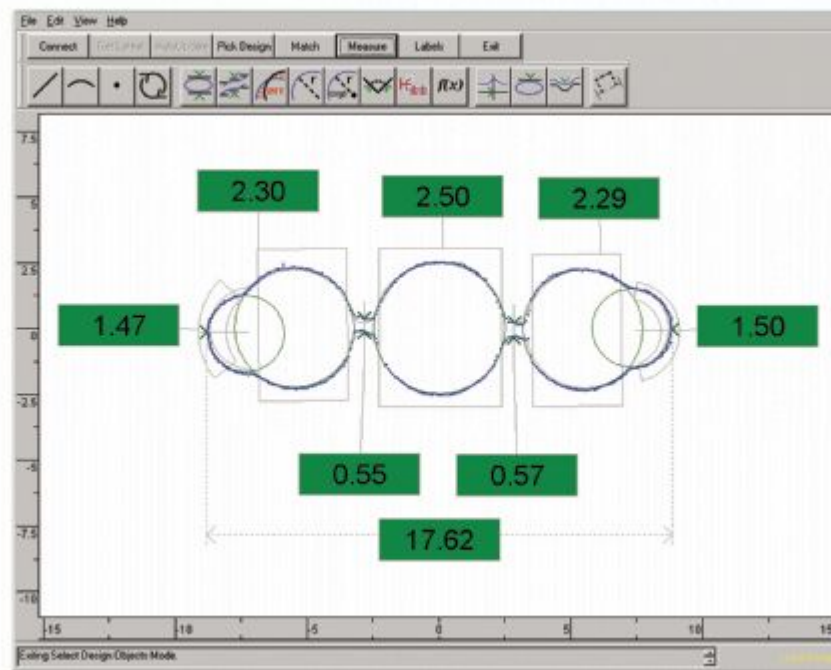 File Edit View Help
Connect Pick Design Match Measure Labels Exit
r r f(x)
7.5
5
2.5
0
-2.5
-5
-7.5
-10
2.30 2.50 2.29
1.47 1.50
0.55 0.57
17.62
-15 -10 -5 0 5 10 15
Exiting Select Design Objects Mode.